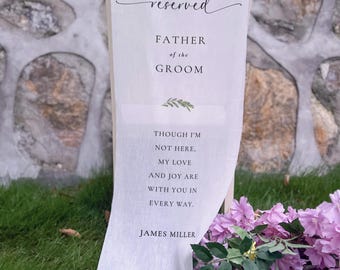 reserved
FATHER
of the
GROOM
THOUGH I'M
NOT HERE,
MY LOVE
AND JOY ARE
WITH YOU IN
EVERY WAY.
JAMES MILLER